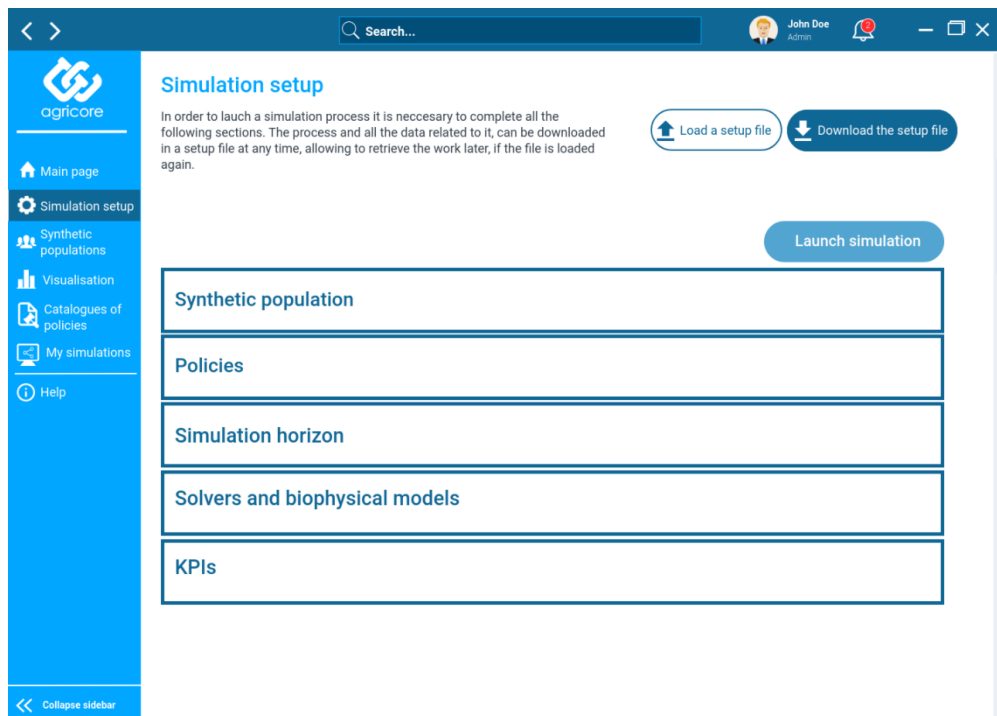 Search...
John Doe
Admin
2
agricore
Main page
Simulation setup
Synthetic
populations
Visualisation
Catalogues of
policies
My simulations
Help
Collapse sidebar
Simulation setup
In order to lauch a simulation process it is neccesary to complete all the
following sections. The process and all the data related to it, can be downloaded
in a setup file at any time, allowing to retrieve the work later, if the file is loaded
again.
Load a setup file
Download the setup file
Launch simulation
Synthetic population
Policies
Simulation horizon
Solvers and biophysical models
KPIs